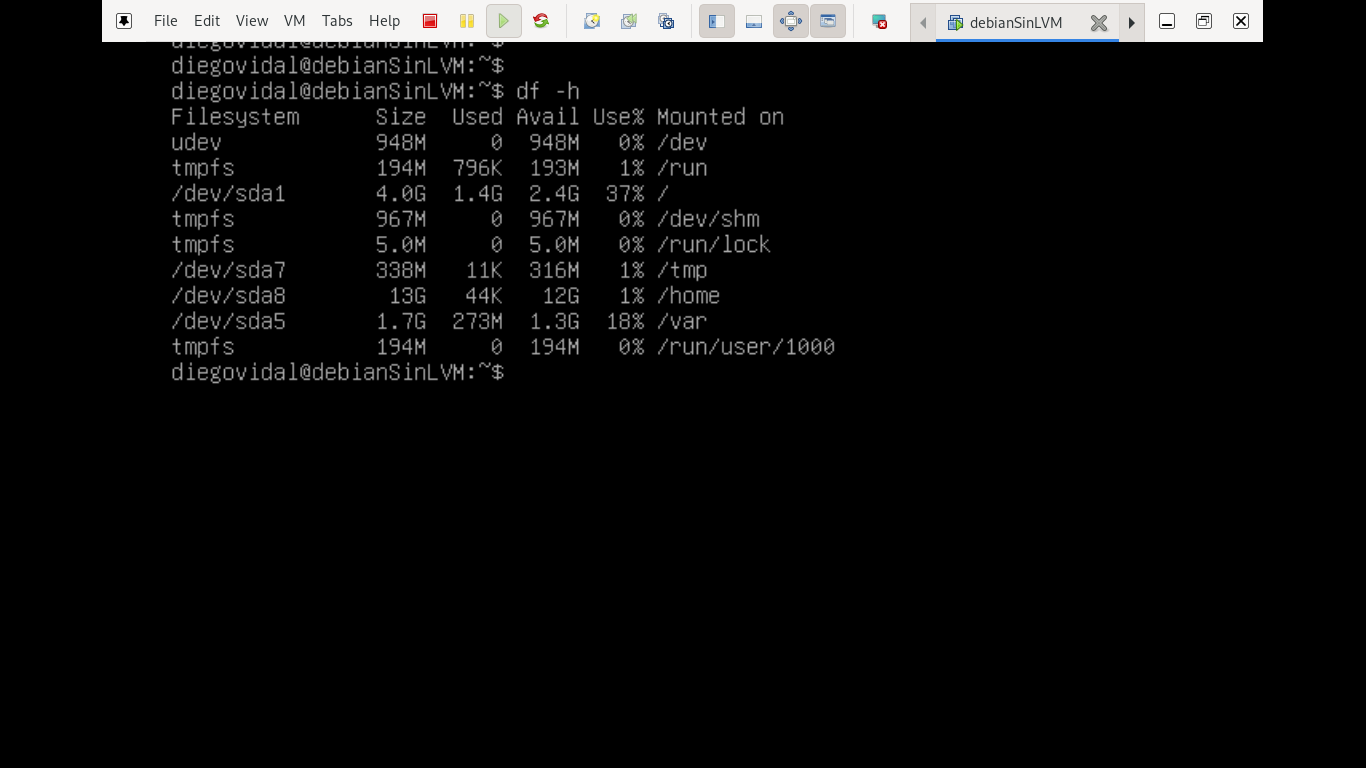 File Edit View VM Tabs Help debianSinLVM
diegovidal@debianSinLVM:~$
diegovidal@debianSinLVM:~$
diegovidal@debianSinLVM:~$ df -h
Filesystem      Size  Used Avail Use% Mounted on
udev            948M     0  948M   0% /dev
tmpfs           194M  796K  193M   1% /run
/dev/sda1       4.0G  1.4G  2.4G  37% /
tmpfs           967M     0  967M   0% /dev/shm
tmpfs           5.0M     0  5.0M   0% /run/lock
/dev/sda7       338M   11K  316M   1% /tmp
/dev/sda8        13G   44K   12G   1% /home
/dev/sda5       1.7G  273M  1.3G  18% /var
tmpfs           194M     0  194M   0% /run/user/1000
diegovidal@debianSinLVM:~$